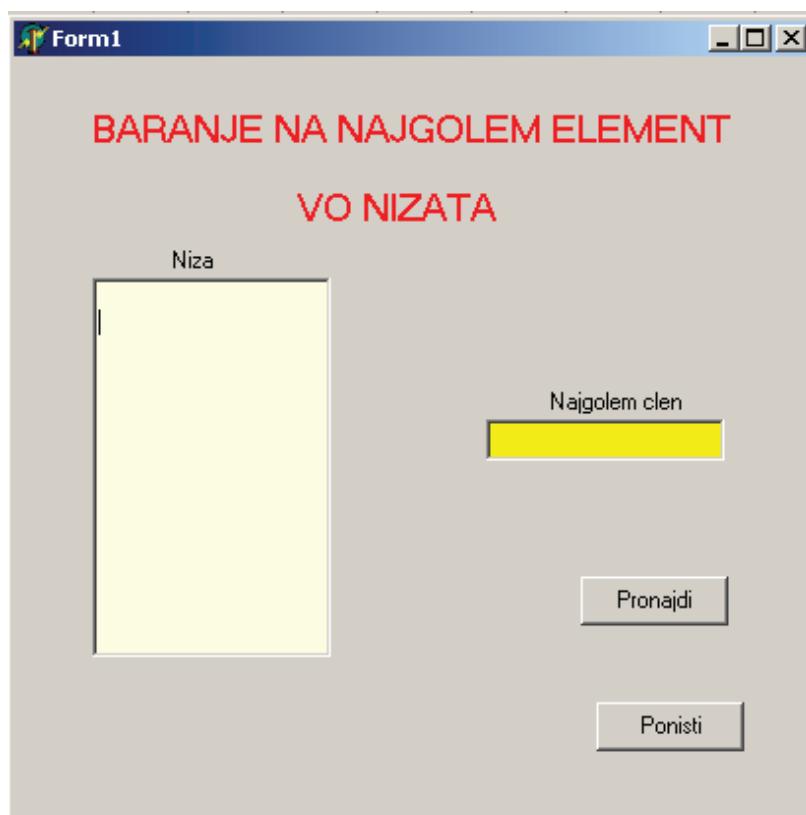 Form1
BARANJE NA NAJGOLEM ELEMENT
VO NIZATA
Niza
Najgolem clen
Pronajdi
Ponisti